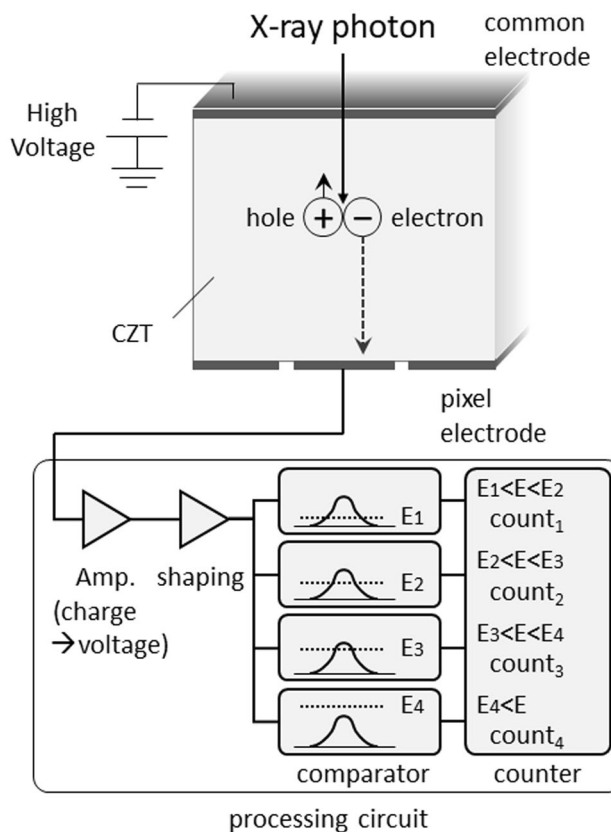 X-ray photon
common
electrode
High
Voltage
hole
+
−
electron
CZT
pixel
electrode
Amp.
(charge
→voltage)
shaping
E1
E2
E3
E4
E1<E<E2
count1
E2<E<E3
count2
E3<E<E4
count3
E4<E
count4
comparator
counter
processing circuit